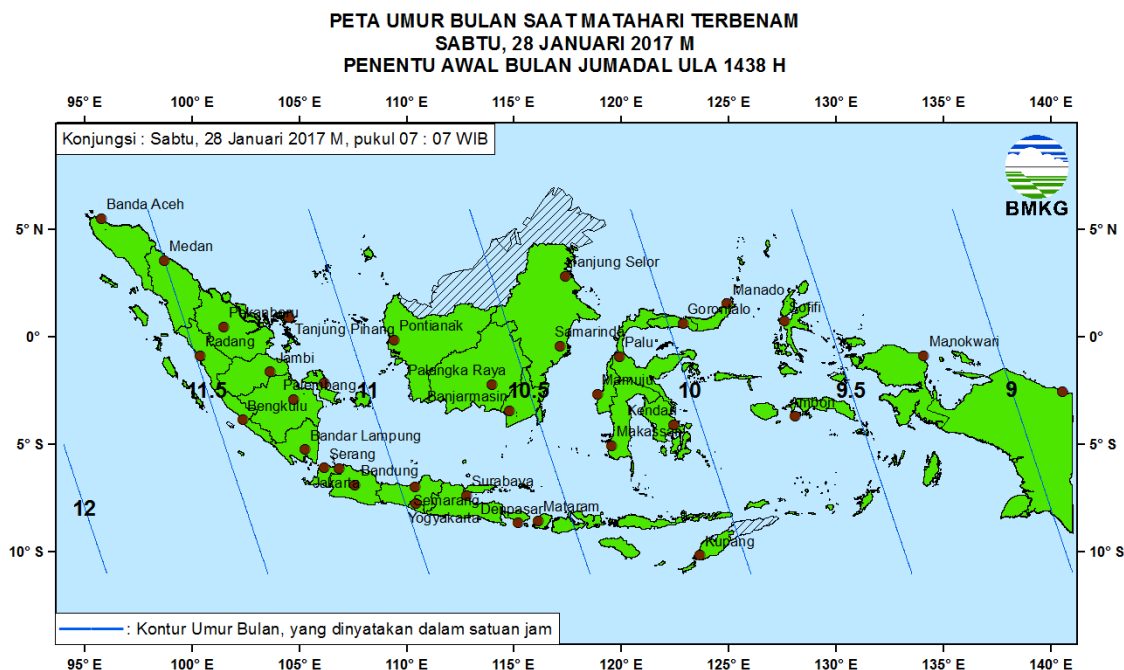 PETA UMUR BULAN SAAT MATAHARI TERBENAM
SABTU, 28 JANUARI 2017 M
PENENTU AWAL BULAN JUMADAL ULA 1438 H
95° E 100° E 105° E 110° E 115° E 120° E 125° E 130° E 135° E 140° E
Konjungsi : Sabtu, 28 Januari 2017 M, pukul 07 : 07 WIB
BMKG
Banda Aceh
5° N 5° N
Medan
Tanjung Selor
Manado
Gorontalo
Sofifi
Pekanbaru
Tanjung Pinang
Pontianak
0° 0°
Samarinda
Padang
Palu
Manokwari
Jambi
Palangka Raya
11.5 11 10.5 10 9.5 9
Palembang
Mamuju
Banjarmasin
Bengkulu
Kendari
Ambon
Makassar
Bandar Lampung
5° S 5° S
Serang
Bandung
Jakarta
Surabaya
Semarang
Denpasar
Mataram
12
Yogyakarta
Kupang
10° S 10° S
: Kontur Umur Bulan, yang dinyatakan dalam satuan jam
95° E 100° E 105° E 110° E 115° E 120° E 125° E 130° E 135° E 140° E